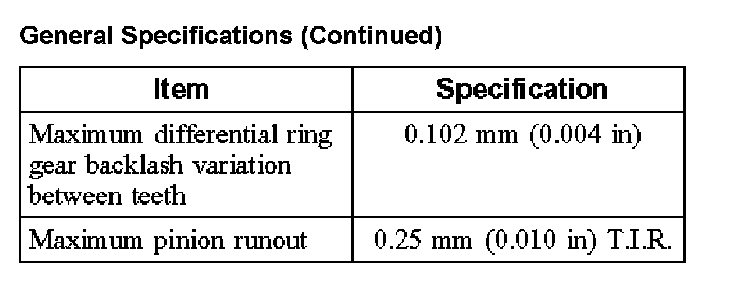 General Specifications (Continued)
Item
Specification
Maximum differential ring
gear backlash variation
between teeth
0.102 mm (0.004 in)
Maximum pinion runout
0.25 mm (0.010 in) T.I.R.